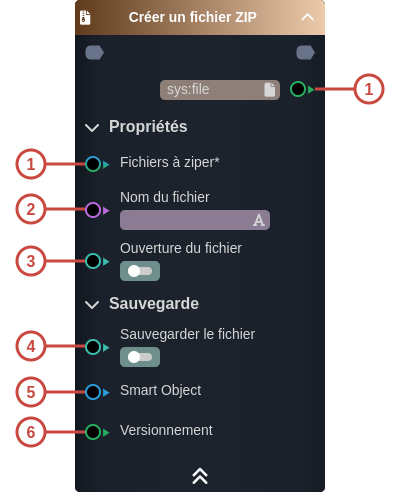 Créer un fichier ZIP
sys:file
1
Propriétés
1
Fichiers à ziper*
Nom du fichier
2
A
Ouverture du fichier
3
Sauvegarde
Sauvegarder le fichier
4
5
Smart Object
6
Versionnement